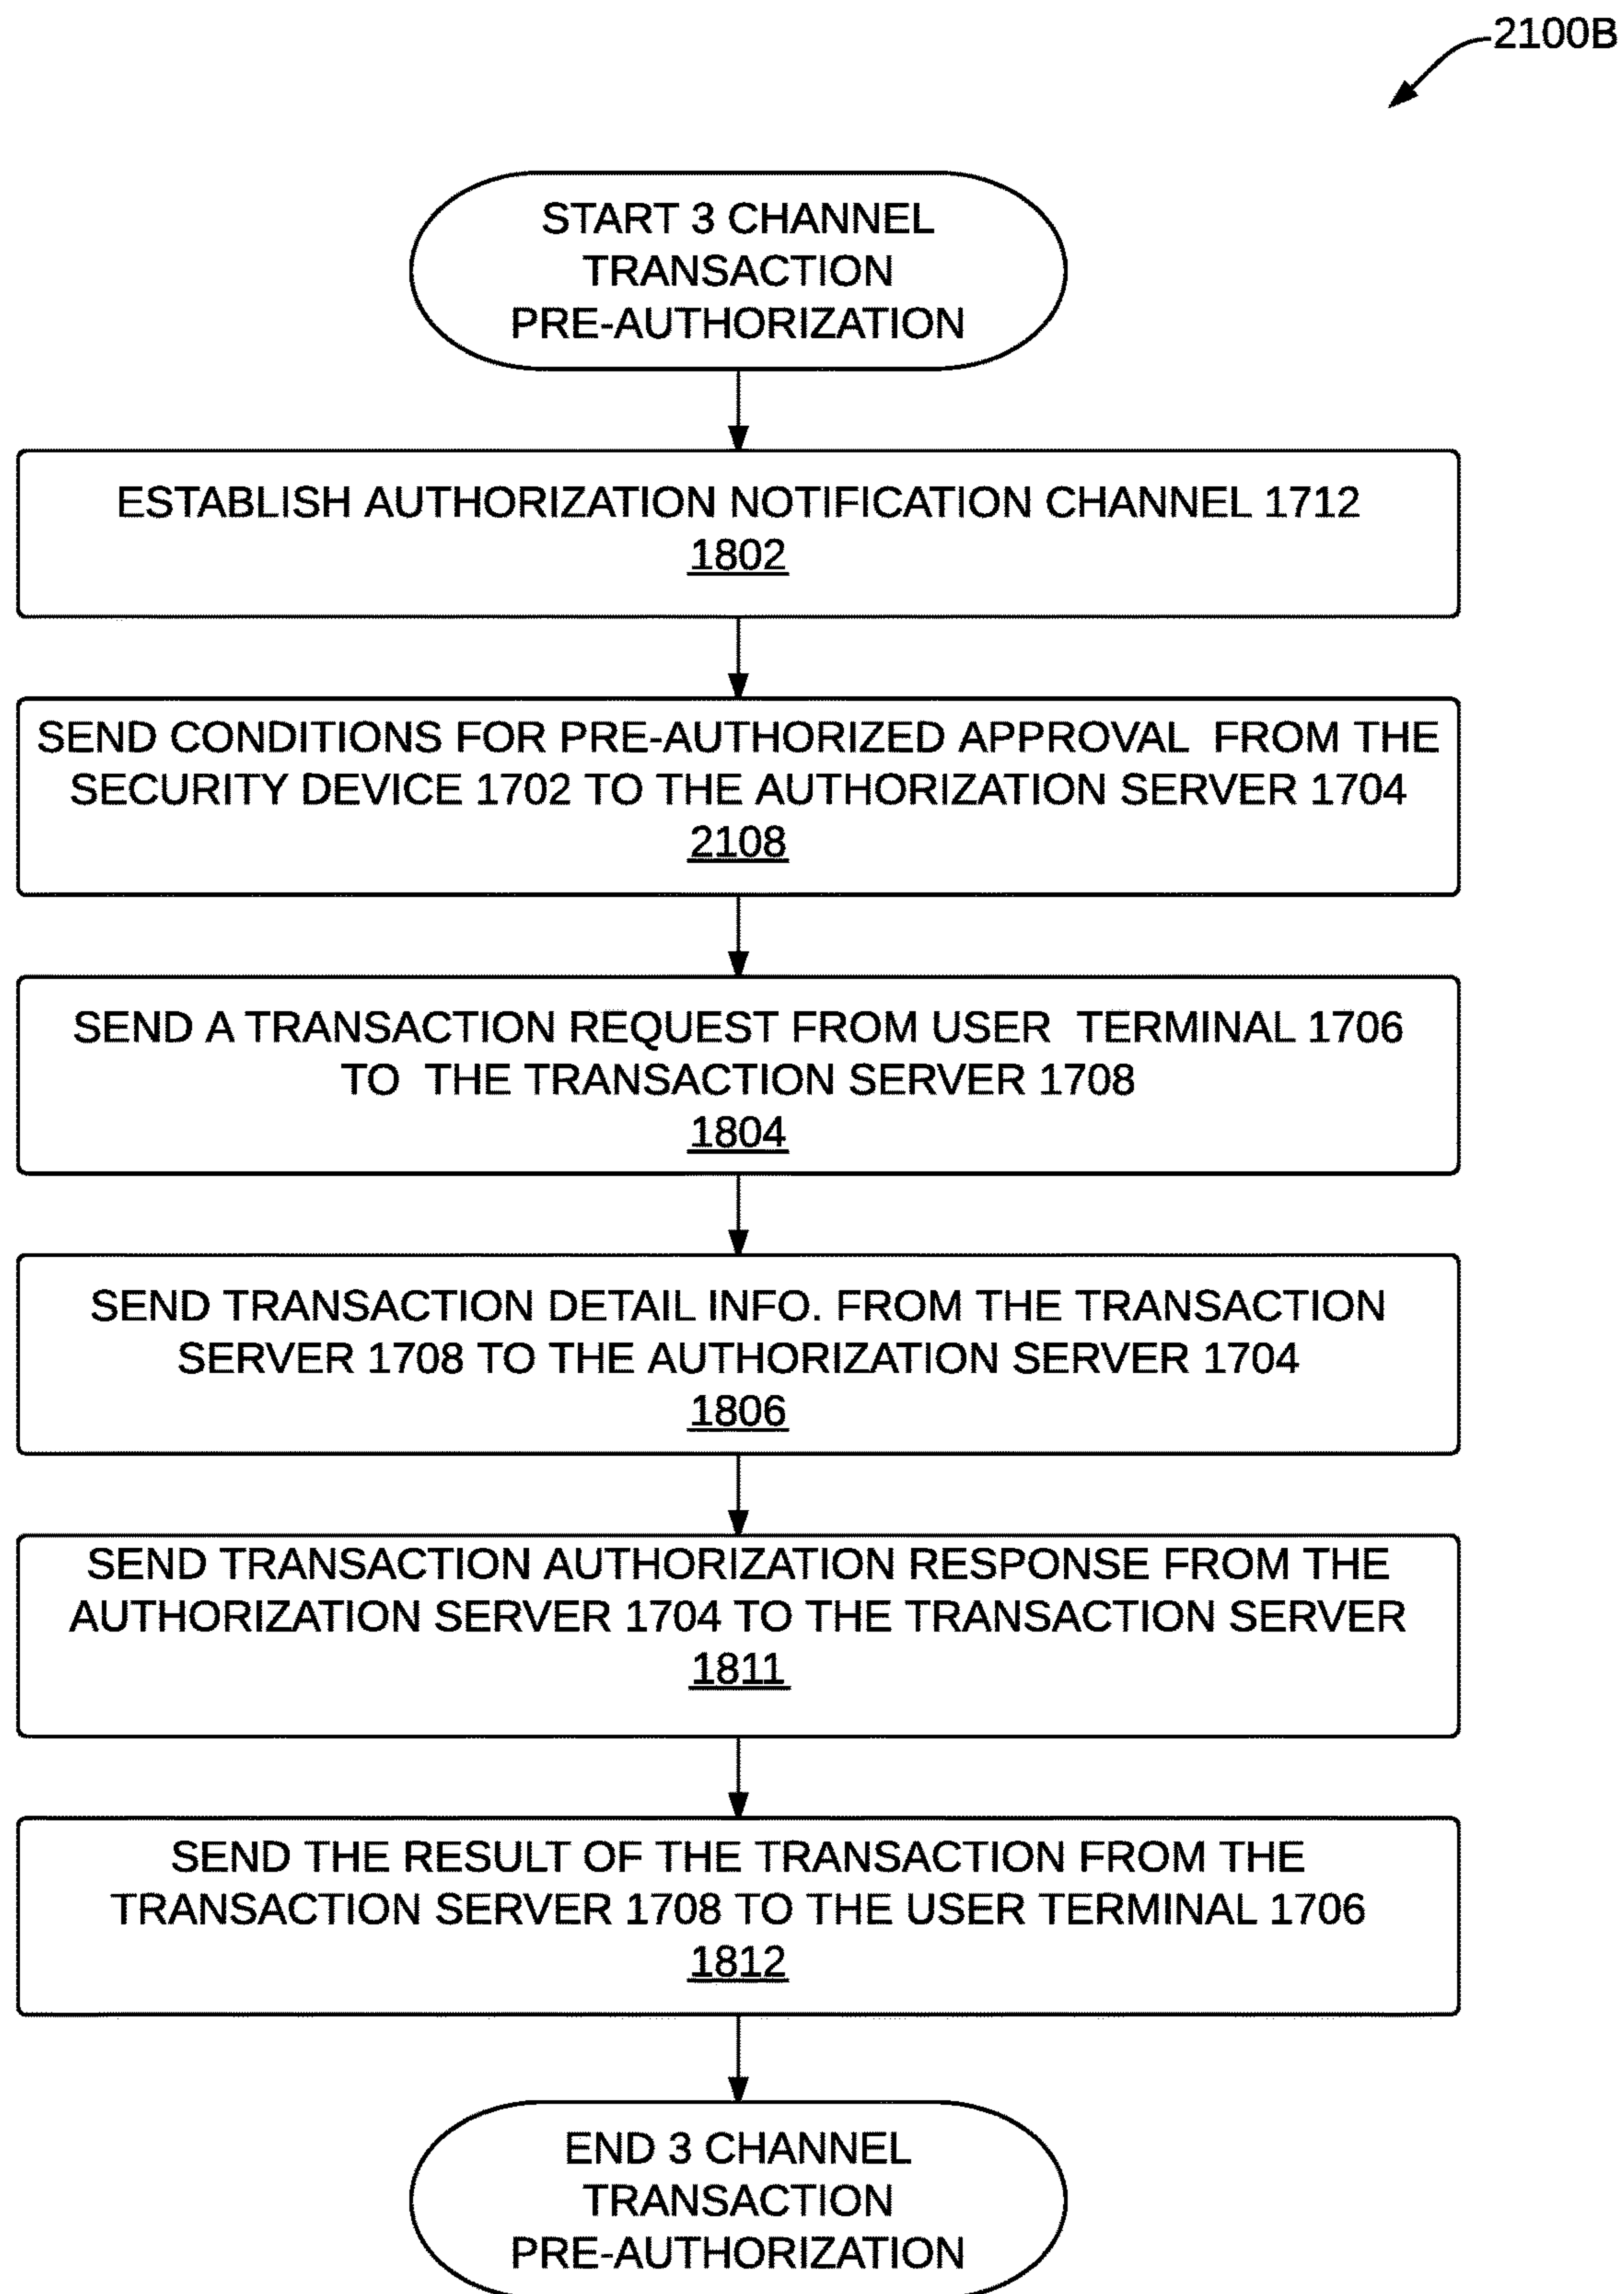 2100B
START 3 CHANNEL
TRANSACTION
PRE-AUTHORIZATION
ESTABLISH AUTHORIZATION NOTIFICATION CHANNEL 1712
1802
SEND CONDITIONS FOR PRE-AUTHORIZED APPROVAL FROM THE
SECURITY DEVICE 1702 TO THE AUTHORIZATION SERVER 1704
2108
SEND A TRANSACTION REQUEST FROM USER TERMINAL 1706
TO THE TRANSACTION SERVER 1708
1804
SEND TRANSACTION DETAIL INFO. FROM THE TRANSACTION
SERVER 1708 TO THE AUTHORIZATION SERVER 1704
1806
SEND TRANSACTION AUTHORIZATION RESPONSE FROM THE
AUTHORIZATION SERVER 1704 TO THE TRANSACTION SERVER
1811
SEND THE RESULT OF THE TRANSACTION FROM THE
TRANSACTION SERVER 1708 TO THE USER TERMINAL 1706
1812
END 3 CHANNEL
TRANSACTION
PRE-AUTHORIZATION